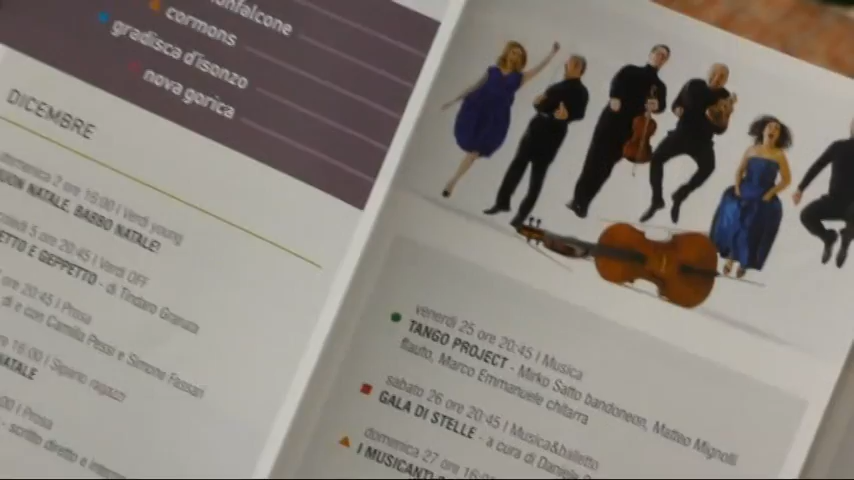 monfalcone
cormons
gradisca d'isonzo
nova gorica
DICEMBRE
domenica 2 ore 16:00 | Verdi young
BUON NATALE, BABBO NATALE!
5 ore 20:45 | Verdi OFF
E GEPPETTO - di Tindaro Granata
ore 20:45 | Prosa
di e con Camilla Pessi e Simone Fassari
16:00 | Sipario ragazzi
NATALE
| Prosa
- scritto diretto e
venerdì 25 ore 20:45 | Musica
TANGO PROJECT - Mirko Satto bandoneon, Matteo Mignolli
flauto, Marco Emmanuele chitarra
sabato 26 ore 20:45 | Musica&balletto
GALA DI STELLE - a cura di Daniele
domenica 27 ore 16:0
I MUSICANTI